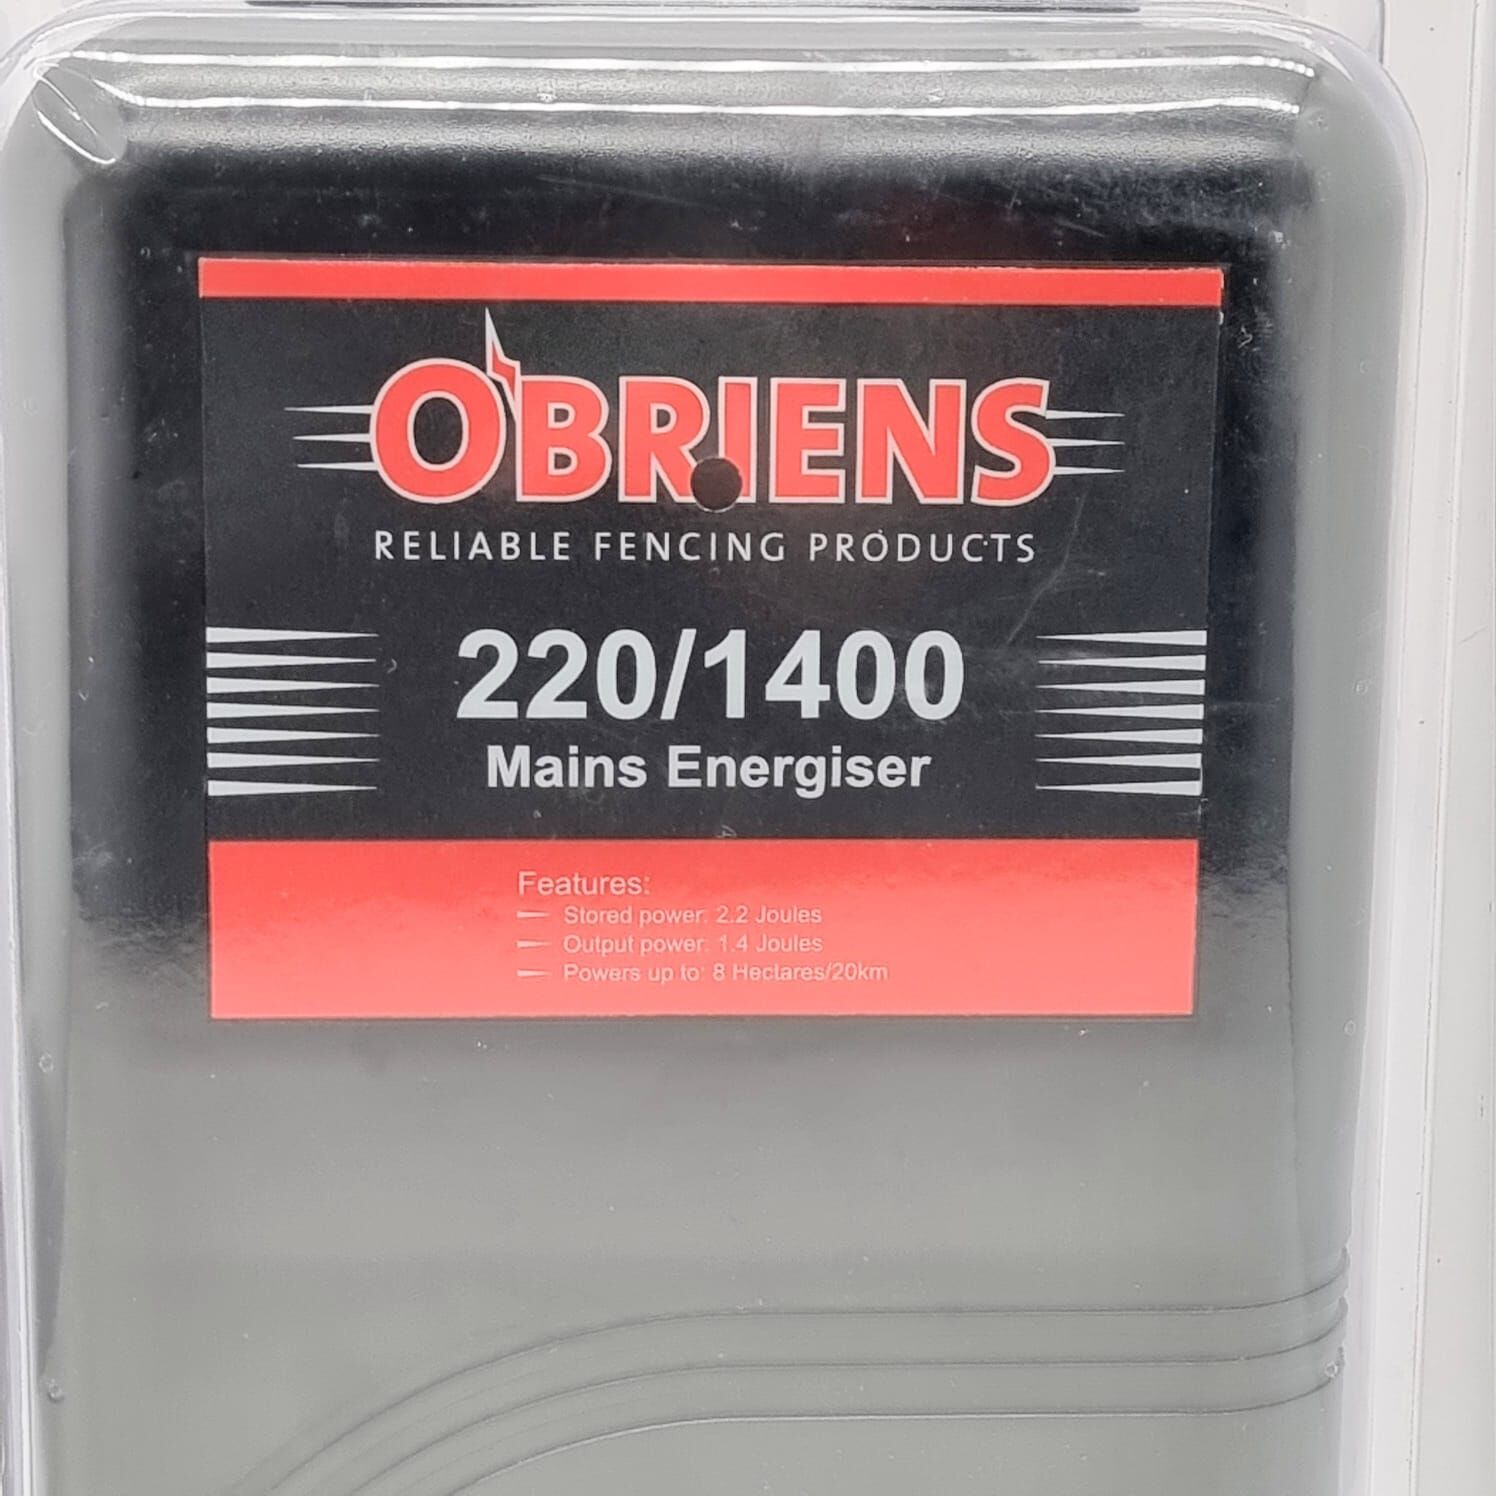 O'BRIENS
RELIABLE FENCING PRODUCTS
220/1400
Mains Energiser
Features:
Stored power: 2.2 Joules
Output power: 1.4 Joules
Powers up to: 8 Hectares/20km